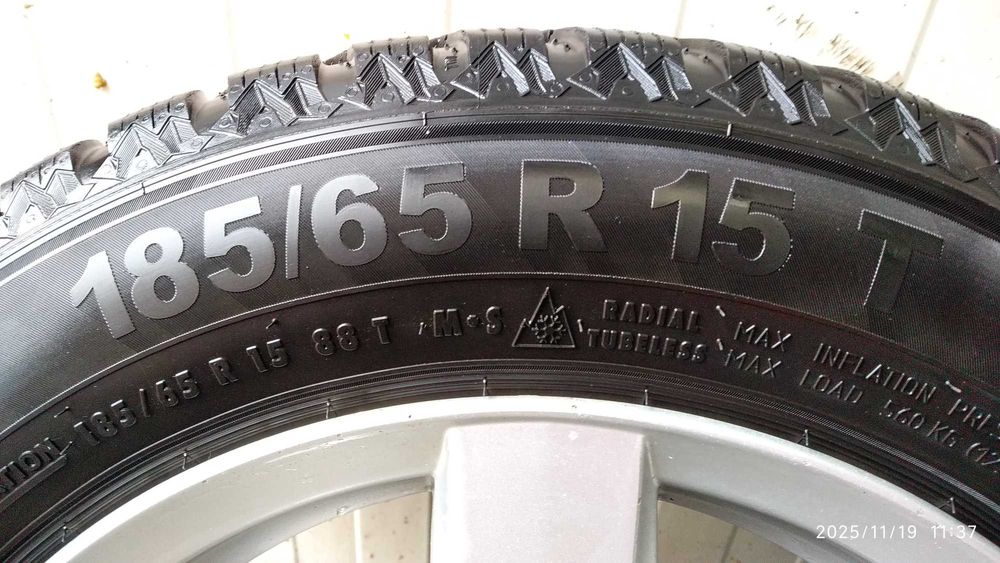 185/65 R 15 T
185/65 R 15 88 T M+S
RADIAL
TUBELESS
MAX INFLATION
MAX LOAD 560 KG
TM
2025/11/19 11:37